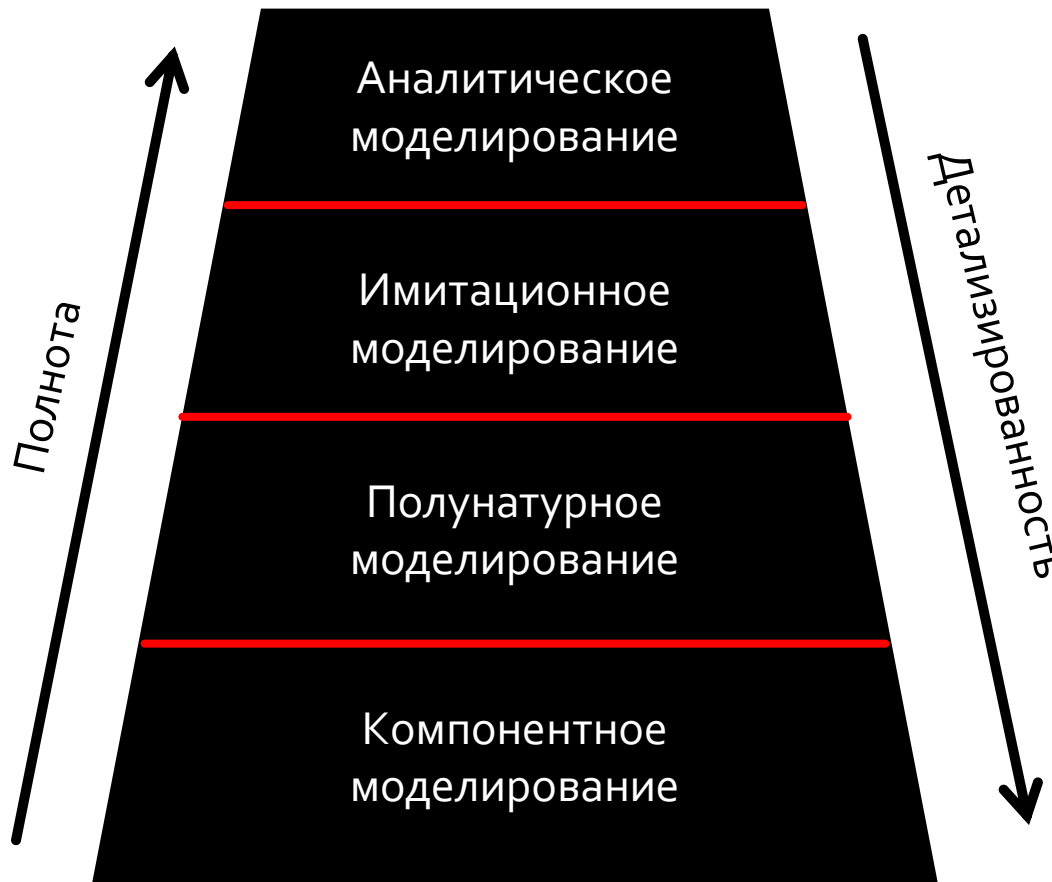 Аналитическое
моделирование
Имитационное
моделирование
Полунатурное
моделирование
Компонентное
моделирование
Полнота
Детализированность